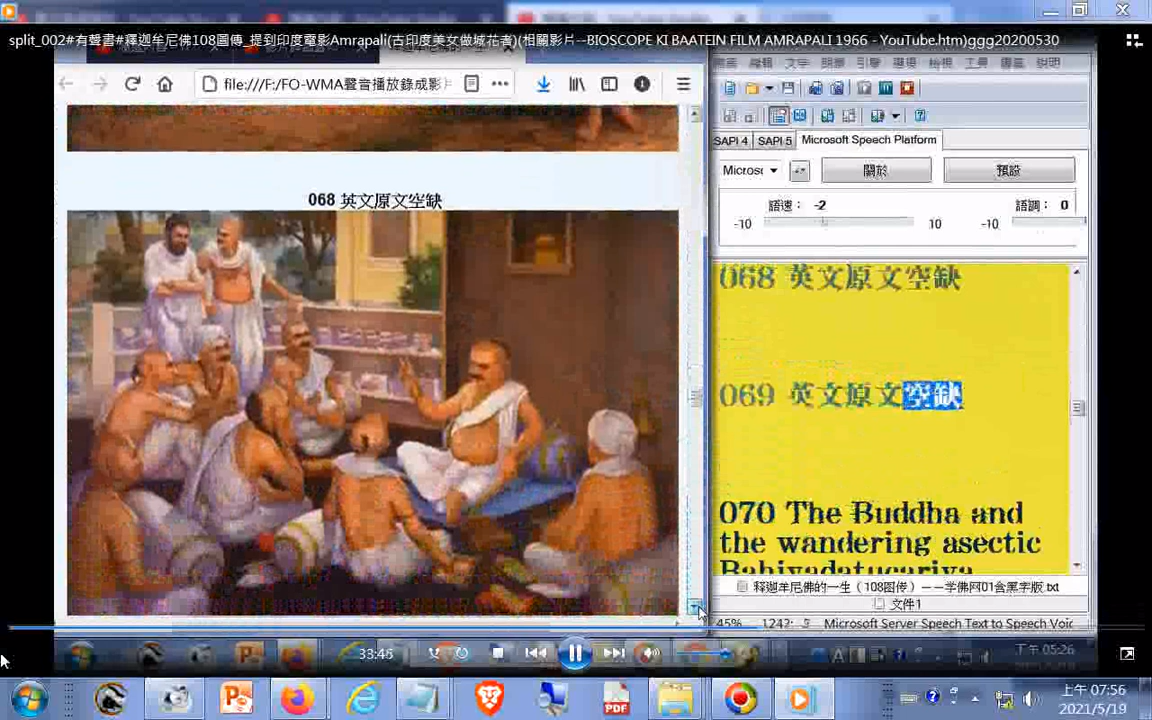 split_002#有聲書#釋迦牟尼佛108圖傳_提到印度電影Amrapali(古印度美女做城花者)(相關影片--BIOSCOPE KI BAATEIN FILM AMRAPALI 1966 - YouTube.htm)ggg20200530
file:///F:/FO-WMA聲音播放錄成影片
SAPI 4
SAPI 5
Microsoft Speech Platform
Micros
關於
預設
語速： -2
語調： 0
-10
10
-10
068 英文原文空缺
068 英文原文空缺
069 英文原文空缺
070 The Buddha and
the wandering asectic
Bahiyadatucariya
釋迦牟尼佛的一生（108图传）——学佛网01含黑字版.txt
文件1
45%
Microsoft Server Speech Text to Speech Voic
33:46
下午 05:26
上午 07:56
2021/5/19